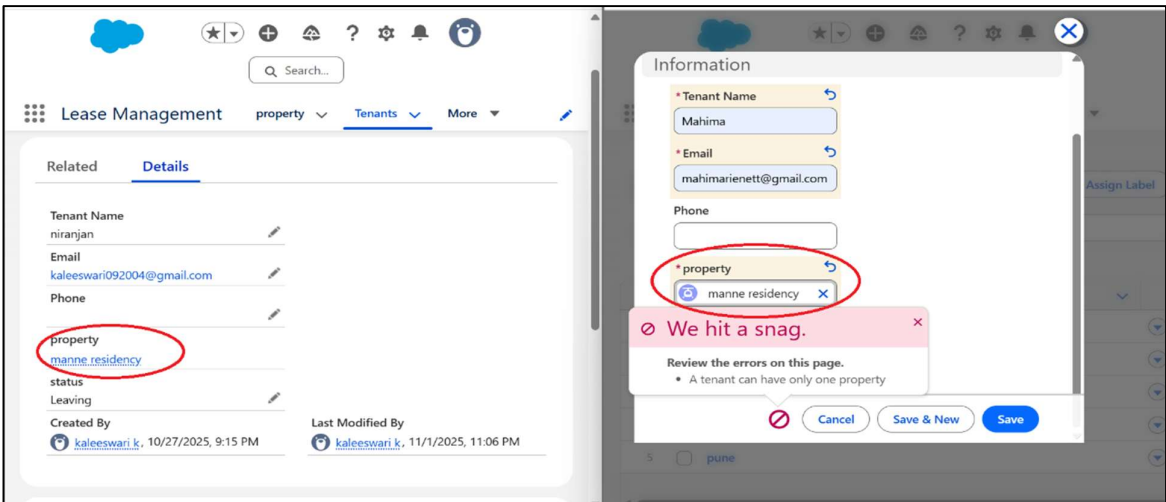 Search...
Lease Management property Tenants More
Related Details
Tenant Name
niranjan
Email
kaleeswari092004@gmail.com
Phone
property
manne residency
status
Leaving
Created By
kaleeswari k, 10/27/2025, 9:15 PM
Last Modified By
kaleeswari k, 11/1/2025, 11:06 PM
Information
*Tenant Name
Mahima
*Email
mahimarienett@gmail.com
Phone
*property
manne residency
We hit a snag.
Review the errors on this page.
• A tenant can have only one property
Cancel Save & New Save
Assign Label
5 pune